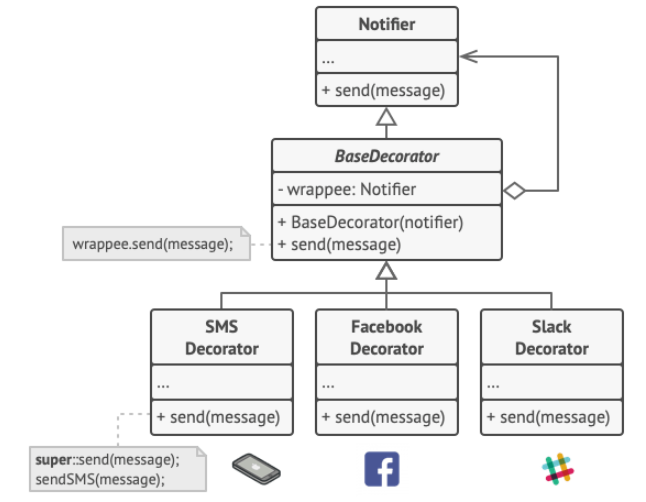 Notifier
...
+ send(message)
BaseDecorator
- wrappee: Notifier
+ BaseDecorator(notifier)
+ send(message)
wrappee.send(message);
SMS
Decorator
...
+ send(message)
Facebook
Decorator
...
+ send(message)
Slack
Decorator
...
+ send(message)
super::send(message);
sendSMS(message);
f